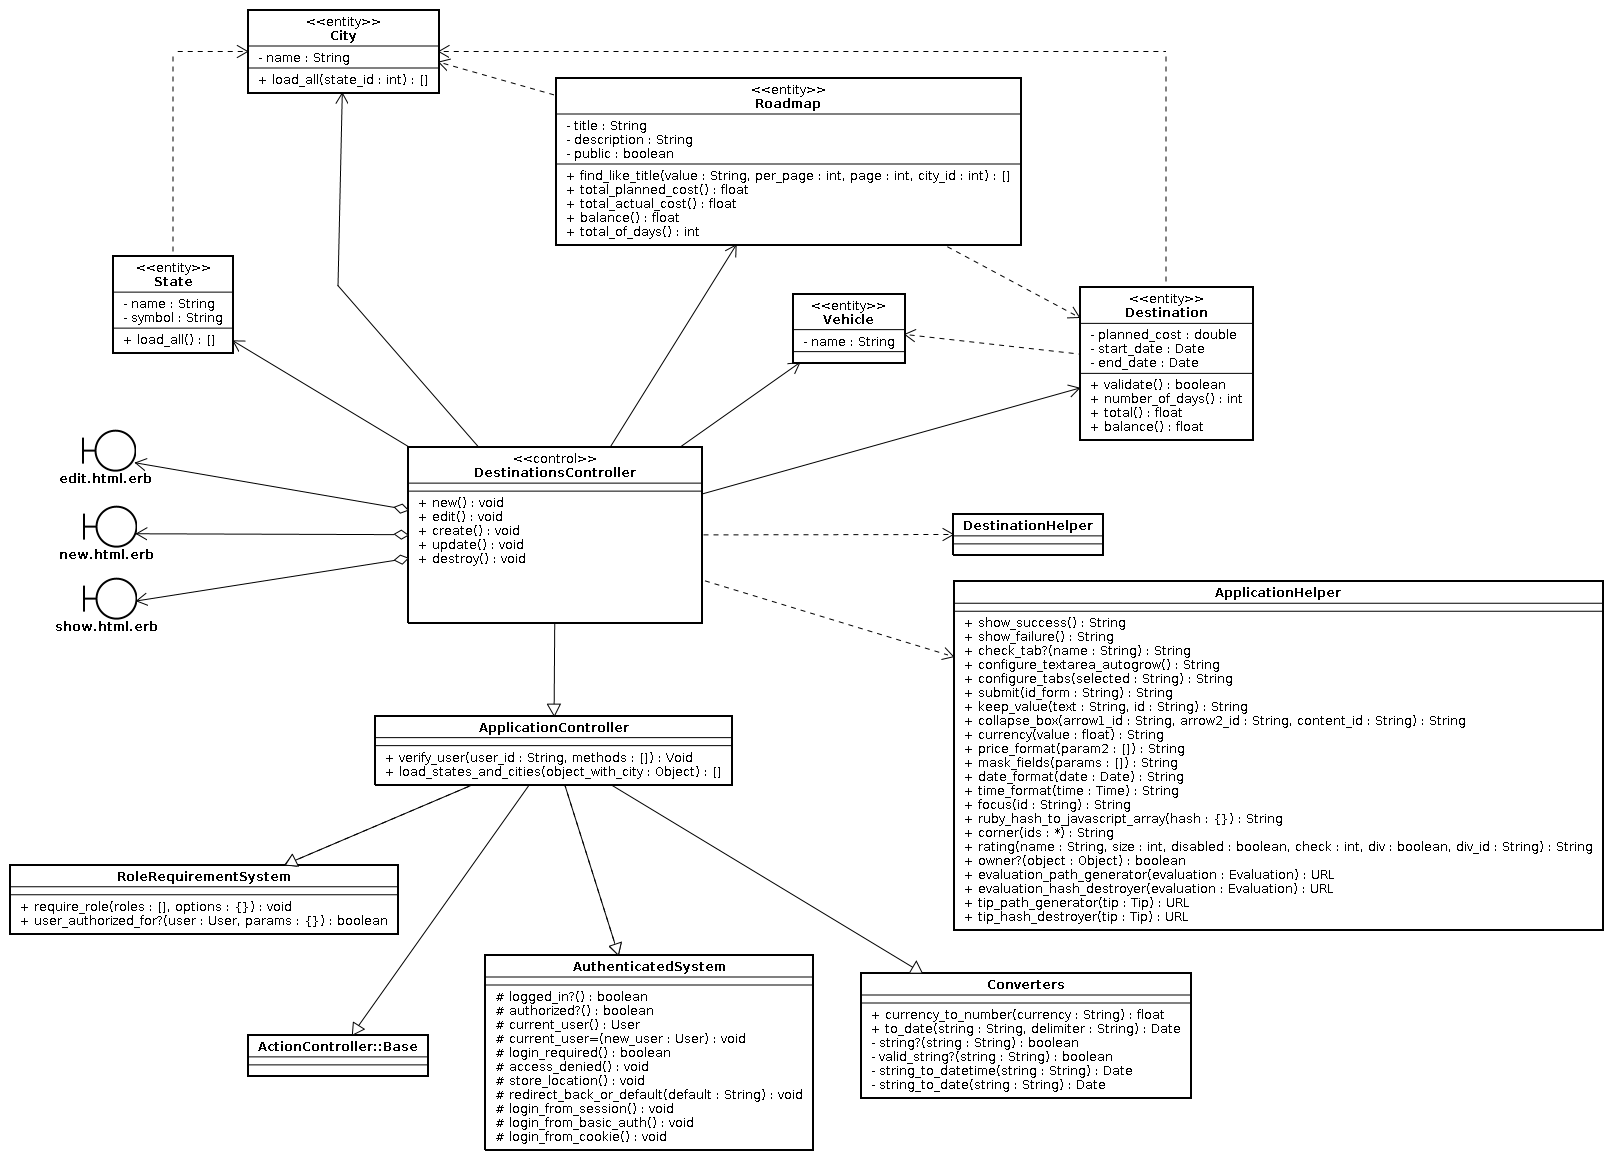 <<entity>>
City
- name : String
+ load_all(state_id : int) : []
<<entity>>
Roadmap
- title : String
- description : String
- public : boolean
+ find_like_title(value : String, per_page : int, page : int, city_id : int) : []
+ total_planned_cost() : float
+ total_actual_cost() : float
+ balance() : float
+ total_of_days() : int
<<entity>>
State
- name : String
- symbol : String
+ load_all() : []
<<entity>>
Vehicle
- name : String
<<entity>>
Destination
- planned_cost : double
- start_date : Date
- end_date : Date
+ validate() : boolean
+ number_of_days() : int
+ total() : float
+ balance() : float
edit.html.erb
new.html.erb
show.html.erb
<<control>>
DestinationsController
+ new() : void
+ edit() : void
+ create() : void
+ update() : void
+ destroy() : void
DestinationHelper
ApplicationHelper
+ show_success() : String
+ show_failure() : String
+ check_tab?(name : String) : String
+ configure_textarea_autogrow() : String
+ configure_tabs(selected : String) : String
+ submit(id_form : String) : String
+ keep_value(text : String, id : String) : String
+ collapse_box(arrow1_id : String, arrow2_id : String, content_id : String) : String
+ currency(value : float) : String
+ price_format(param2 : []) : String
+ mask_fields(params : []) : String
+ date_format(date : Date) : String
+ time_format(time : Time) : String
+ focus(id : String) : String
+ ruby_hash_to_javascript_array(hash : {}) : String
+ corner(ids : *) : String
+ rating(name : String, size : int, disabled : boolean, check : int, div : boolean, div_id : String) : String
+ owner?(object : Object) : boolean
+ evaluation_path_generator(evaluation : Evaluation) : URL
+ evaluation_hash_destroyer(evaluation : Evaluation) : URL
+ tip_path_generator(tip : Tip) : URL
+ tip_hash_destroyer(tip : Tip) : URL
ApplicationController
+ verify_user(user_id : String, methods : []) : Void
+ load_states_and_cities(object_with_city : Object) : []
RoleRequirementSystem
+ require_role(roles : [], options : {}) : void
+ user_authorized_for?(user : User, params : {}) : boolean
ActionController::Base
AuthenticatedSystem
# logged_in?() : boolean
# authorized?() : boolean
# current_user() : User
# current_user=(new_user : User) : void
# login_required() : boolean
# access_denied() : void
# store_location() : void
# redirect_back_or_default(default : String) : void
# login_from_session() : void
# login_from_basic_auth() : void
# login_from_cookie() : void
Converters
+ currency_to_number(currency : String) : float
+ to_date(string : String, delimiter : String) : Date
- string?(string : String) : boolean
- valid_string?(string : String) : boolean
- string_to_datetime(string : String) : Date
- string_to_date(string : String) : Date